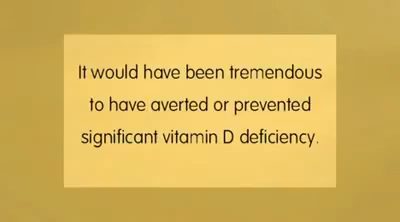 It would have been tremendous
to have averted or prevented
significant vitamin D deficiency.